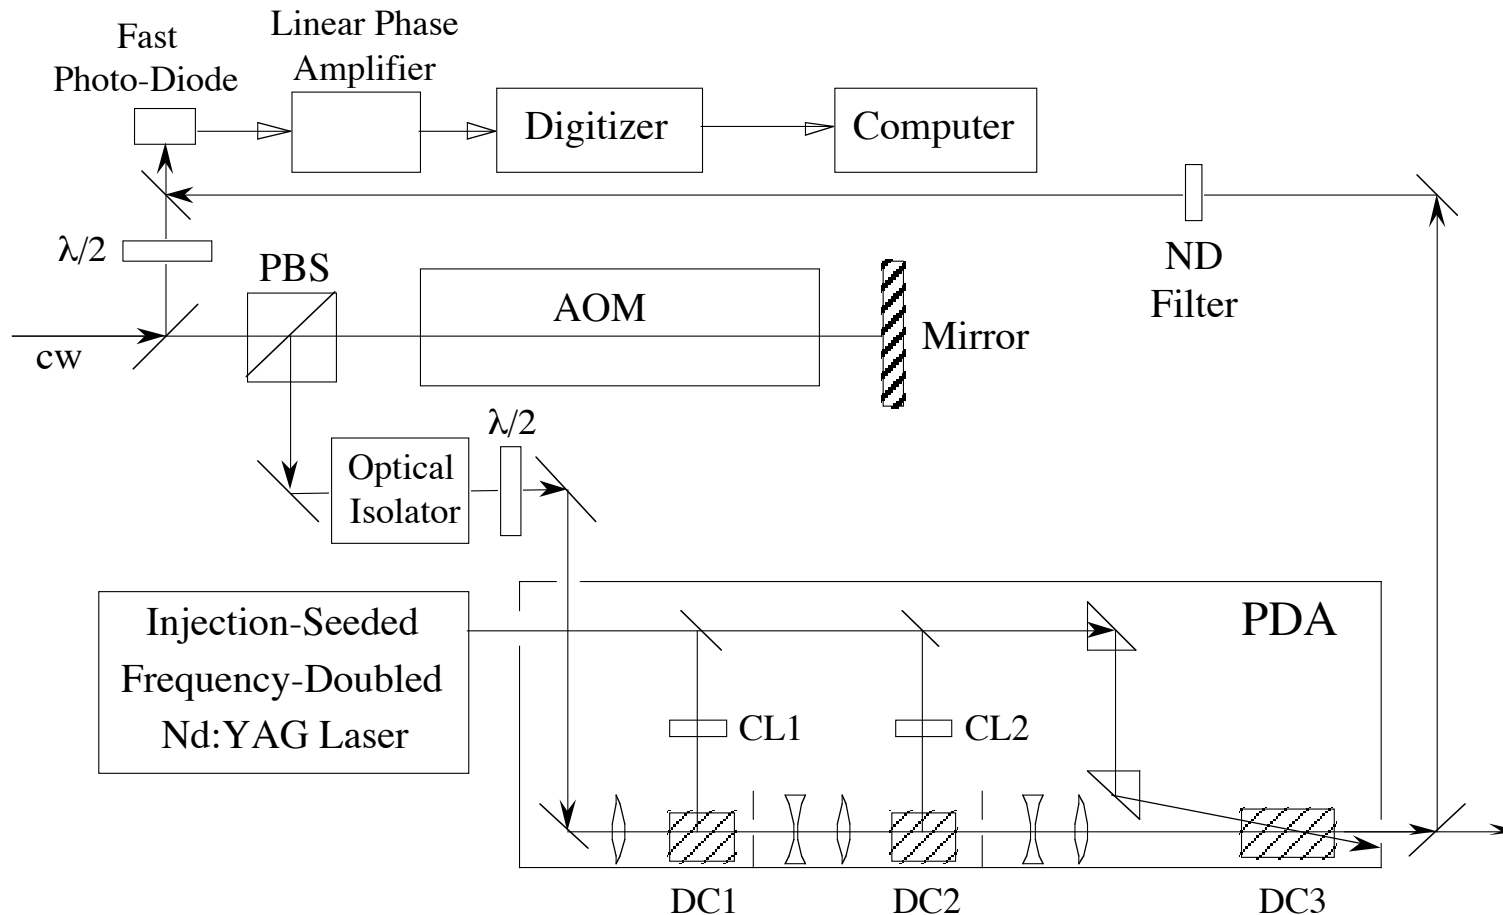 Fast
Photo-Diode
Linear Phase
Amplifier
Digitizer
Computer
λ/2
PBS
AOM
ND
Filter
cw
Mirror
λ/2
Optical
Isolator
Injection-Seeded
Frequency-Doubled
Nd:YAG Laser
PDA
CL1
CL2
DC1
DC2
DC3